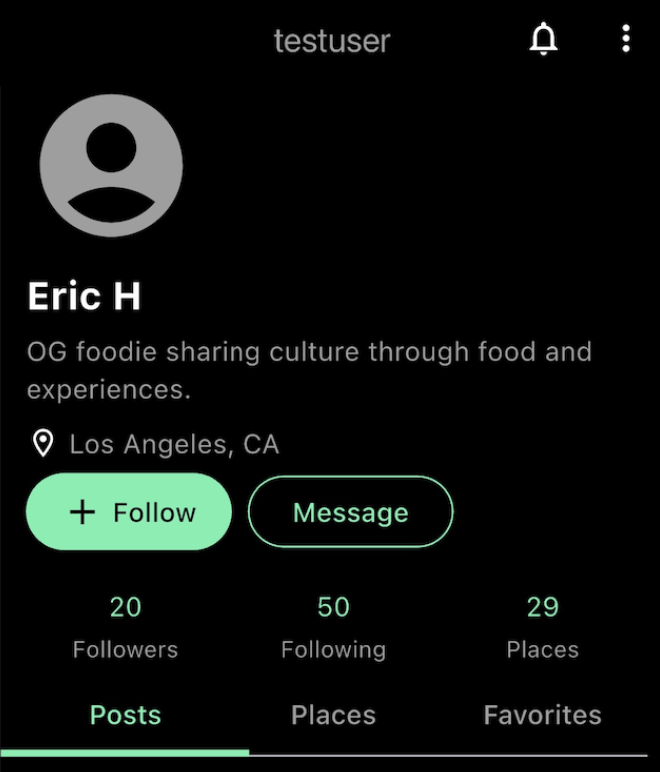 testuser
Eric H
OG foodie sharing culture through food and
experiences.
Los Angeles, CA
+ Follow Message
20 50 29
Followers Following Places
Posts Places Favorites